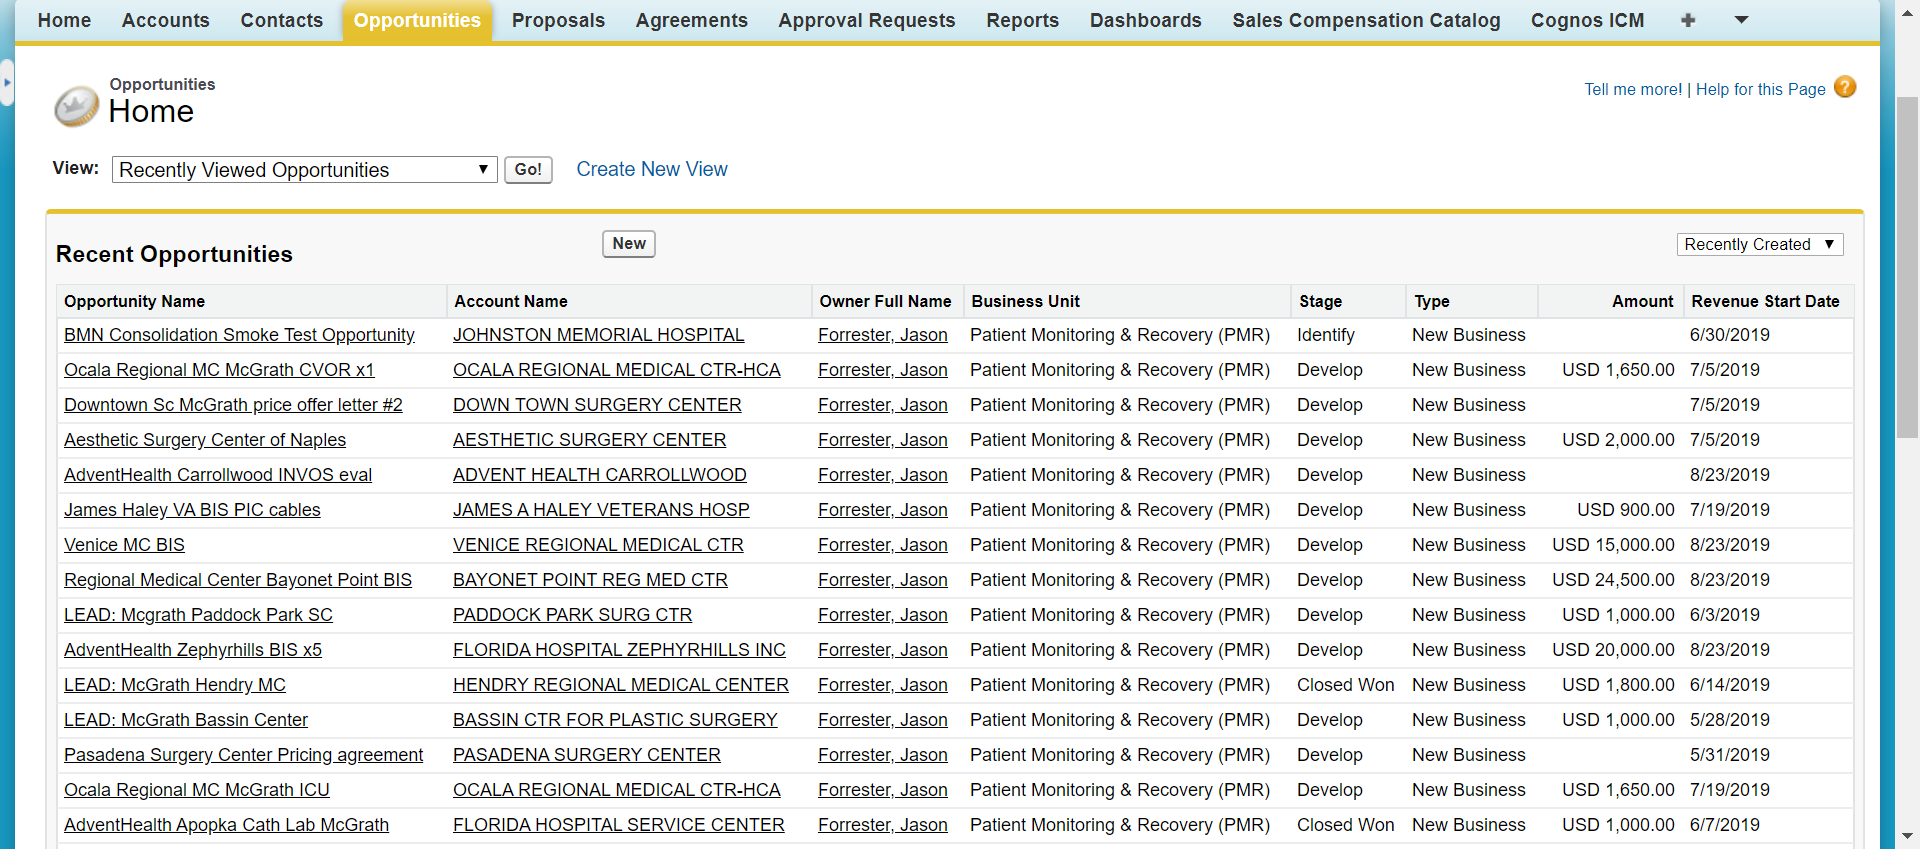 Home Accounts Contacts Opportunities Proposals Agreements Approval Requests Reports Dashboards Sales Compensation Catalog Cognos ICM
Opportunities
Home
Tell me more! | Help for this Page ?
View: Recently Viewed Opportunities Go! Create New View
Recent Opportunities New Recently Created
Opportunity Name Account Name Owner Full Name Business Unit Stage Type Amount Revenue Start Date
BMN Consolidation Smoke Test Opportunity JOHNSTON MEMORIAL HOSPITAL Forrester, Jason Patient Monitoring & Recovery (PMR) Identify New Business 6/30/2019
Ocala Regional MC McGrath CVOR x1 OCALA REGIONAL MEDICAL CTR-HCA Forrester, Jason Patient Monitoring & Recovery (PMR) Develop New Business USD 1,650.00 7/5/2019
Downtown Sc McGrath price offer letter #2 DOWN TOWN SURGERY CENTER Forrester, Jason Patient Monitoring & Recovery (PMR) Develop New Business 7/5/2019
Aesthetic Surgery Center of Naples AESTHETIC SURGERY CENTER Forrester, Jason Patient Monitoring & Recovery (PMR) Develop New Business USD 2,000.00 7/5/2019
AdventHealth Carrollwood INVOS eval ADVENT HEALTH CARROLLWOOD Forrester, Jason Patient Monitoring & Recovery (PMR) Develop New Business 8/23/2019
James Haley VA BIS PIC cables JAMES A HALEY VETERANS HOSP Forrester, Jason Patient Monitoring & Recovery (PMR) Develop New Business USD 900.00 7/19/2019
Venice MC BIS VENICE REGIONAL MEDICAL CTR Forrester, Jason Patient Monitoring & Recovery (PMR) Develop New Business USD 15,000.00 8/23/2019
Regional Medical Center Bayonet Point BIS BAYONET POINT REG MED CTR Forrester, Jason Patient Monitoring & Recovery (PMR) Develop New Business USD 24,500.00 8/23/2019
LEAD: Mcgrath Paddock Park SC PADDOCK PARK SURG CTR Forrester, Jason Patient Monitoring & Recovery (PMR) Develop New Business USD 1,000.00 6/3/2019
AdventHealth Zephyrhills BIS x5 FLORIDA HOSPITAL ZEPHYRHILLS INC Forrester, Jason Patient Monitoring & Recovery (PMR) Develop New Business USD 20,000.00 8/23/2019
LEAD: McGrath Hendry MC HENDRY REGIONAL MEDICAL CENTER Forrester, Jason Patient Monitoring & Recovery (PMR) Closed Won New Business USD 1,800.00 6/14/2019
LEAD: McGrath Bassin Center BASSIN CTR FOR PLASTIC SURGERY Forrester, Jason Patient Monitoring & Recovery (PMR) Develop New Business USD 1,000.00 5/28/2019
Pasadena Surgery Center Pricing agreement PASADENA SURGERY CENTER Forrester, Jason Patient Monitoring & Recovery (PMR) Develop New Business 5/31/2019
Ocala Regional MC McGrath ICU OCALA REGIONAL MEDICAL CTR-HCA Forrester, Jason Patient Monitoring & Recovery (PMR) Develop New Business USD 1,650.00 7/19/2019
AdventHealth Apopka Cath Lab McGrath FLORIDA HOSPITAL SERVICE CENTER Forrester, Jason Patient Monitoring & Recovery (PMR) Closed Won New Business USD 1,000.00 6/7/2019